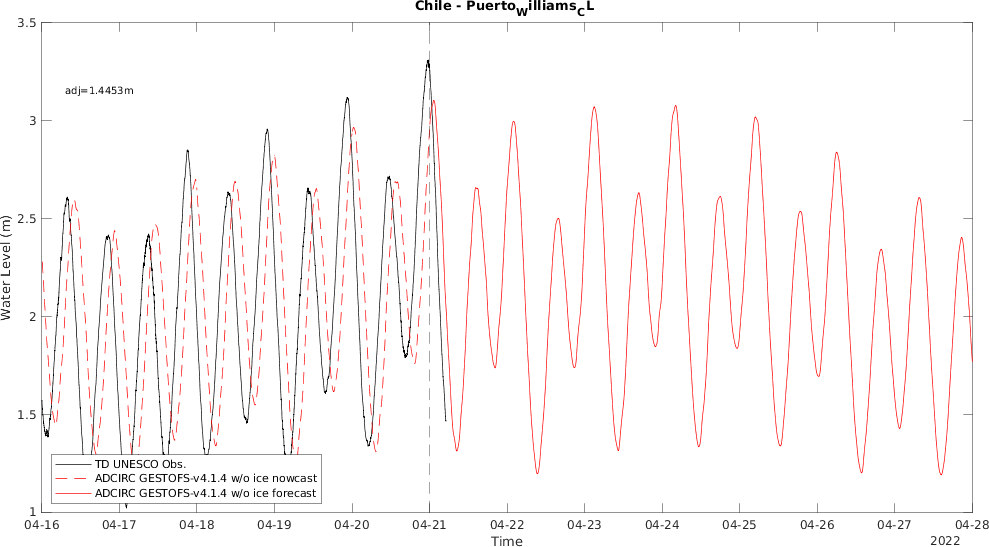 Chile - PuertoWilliamsCL
3.5
adj=1.4453m
3
2.5
Water Level (m)
2
1.5
TD UNESCO Obs.
ADCIRC GESTOFS-v4.1.4 w/o ice nowcast
ADCIRC GESTOFS-v4.1.4 w/o ice forecast
1
04-16 04-17 04-18 04-19 04-20 04-21 04-22 04-23 04-24 04-25 04-26 04-27 04-28
Time
2022